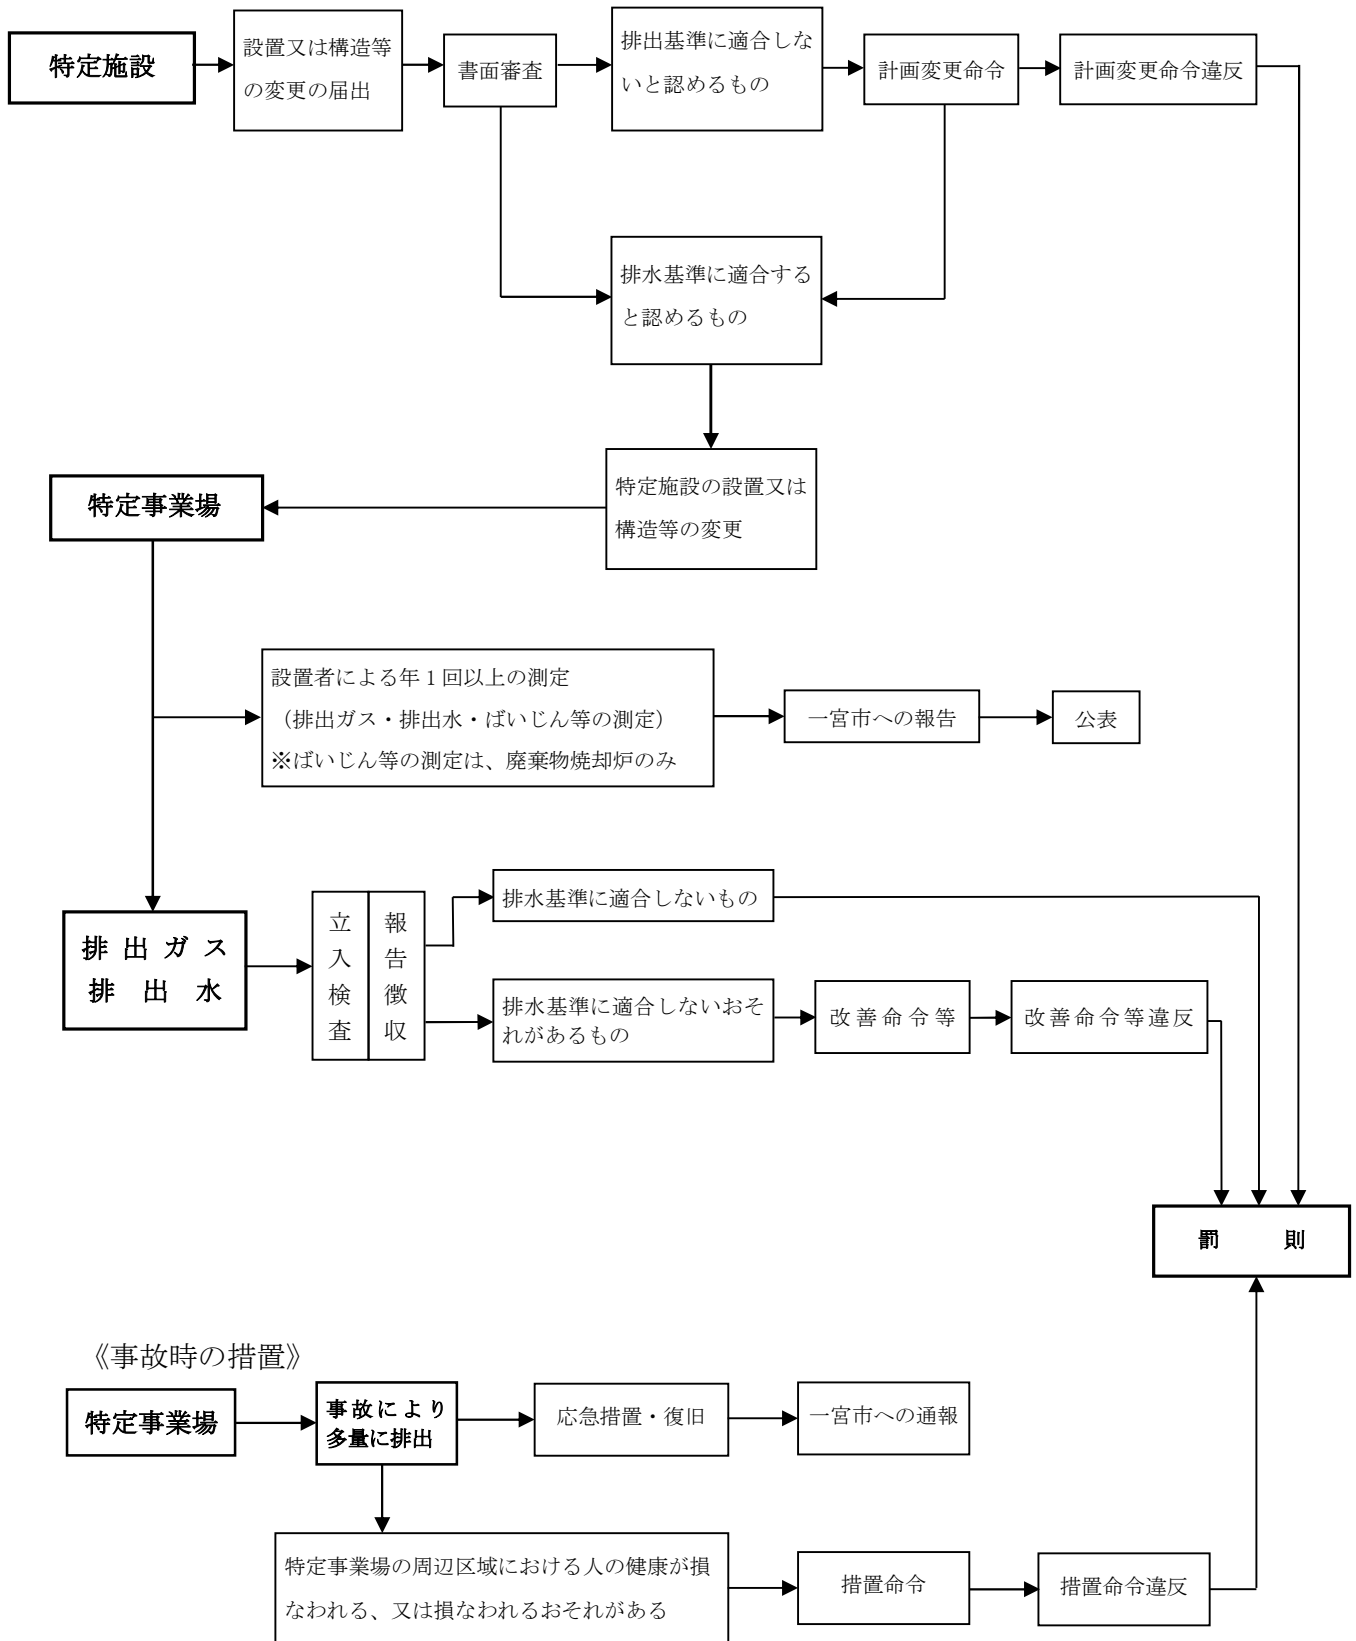 特定施設
設置又は構造等
の変更の届出
書面審査
排出基準に適合しな
いと認めるもの
計画変更命令
計画変更命令違反
排水基準に適合する
と認めるもの
特定施設の設置又は
構造等の変更
特定事業場
設置者による年１回以上の測定
（排出ガス・排出水・ばいじん等の測定）
※ばいじん等の測定は、廃棄物焼却炉のみ
一宮市への報告
公表
排出ガス
排出水
立入検査
報告徴収
排水基準に適合しないもの
排水基準に適合しないおそ
れがあるもの
改善命令等
改善命令等違反
罰則
《事故時の措置》
特定事業場
事故により
多量に排出
応急措置・復旧
一宮市への通報
特定事業場の周辺区域における人の健康が損
なわれる、又は損なわれるおそれがある
措置命令
措置命令違反